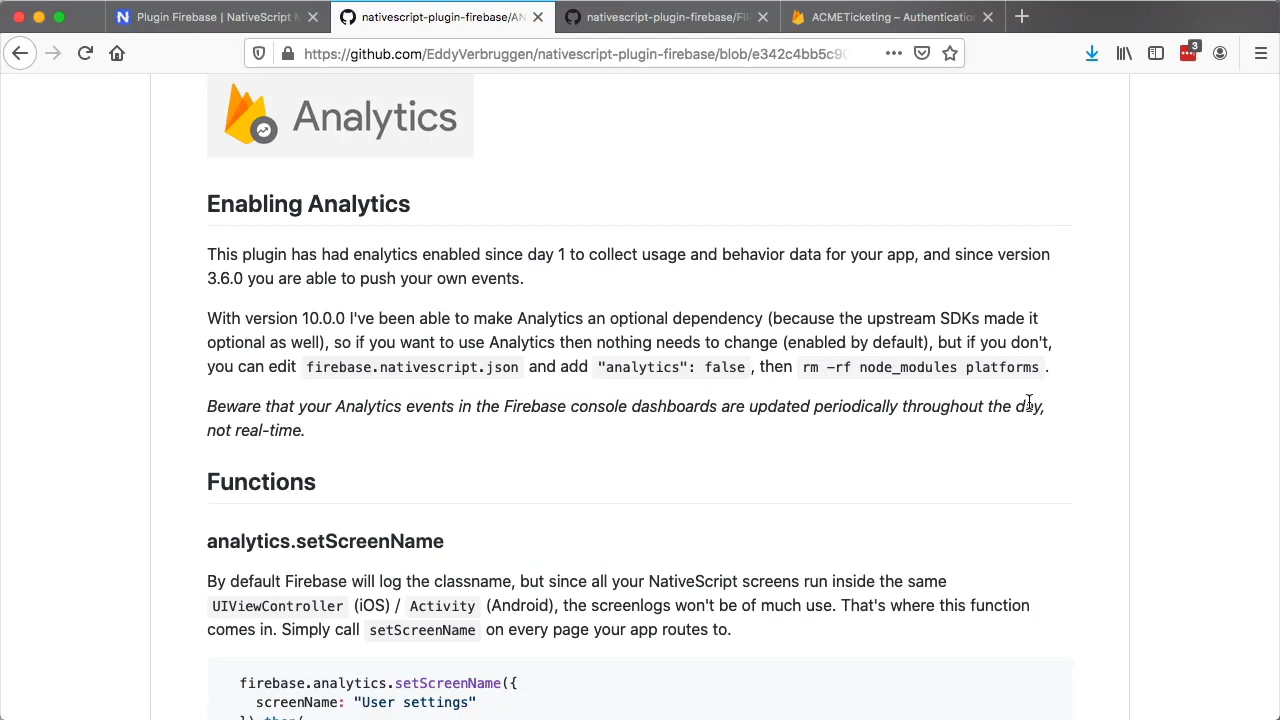 Plugin Firebase | NativeScript M
nativescript-plugin-firebase/AN
nativescript-plugin-firebase/FI
ACMETicketing – Authenticatio
https://github.com/EddyVerbruggen/nativescript-plugin-firebase/blob/e342c4bb5c90
3
Analytics
Enabling Analytics
This plugin has had enalytics enabled since day 1 to collect usage and behavior data for your app, and since version
3.6.0 you are able to push your own events.
With version 10.0.0 I've been able to make Analytics an optional dependency (because the upstream SDKs made it
optional as well), so if you want to use Analytics then nothing needs to change (enabled by default), but if you don't,
you can edit firebase.nativescript.json and add "analytics": false, then rm -rf node_modules platforms.
Beware that your Analytics events in the Firebase console dashboards are updated periodically throughout the day,
not real-time.
Functions
analytics.setScreenName
By default Firebase will log the classname, but since all your NativeScript screens run inside the same
UIViewController (iOS) / Activity (Android), the screenlogs won't be of much use. That's where this function
comes in. Simply call setScreenName on every page your app routes to.
firebase.analytics.setScreenName({
screenName: "User settings"
}).then(